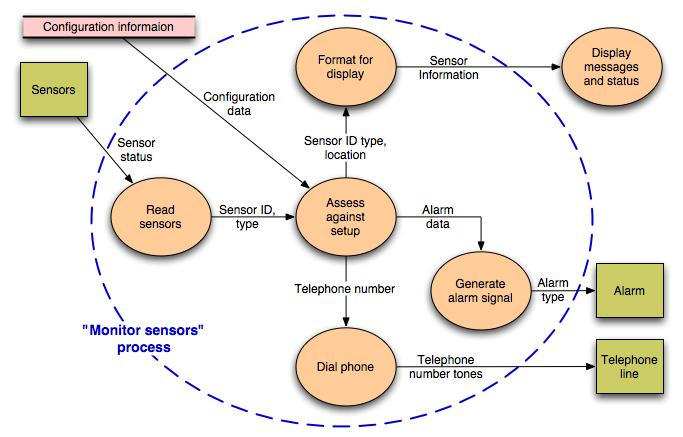 Configuration informaion
Sensors
Sensor
status
Configuration
data
Format for
display
Sensor
Information
Display
messages
and status
Sensor ID type,
location
Read
sensors
Sensor ID,
type
Assess
against
setup
Alarm
data
Generate
alarm signal
Alarm
type
Alarm
Telephone number
"Monitor sensors"
process
Dial phone
Telephone
number tones
Telephone
line